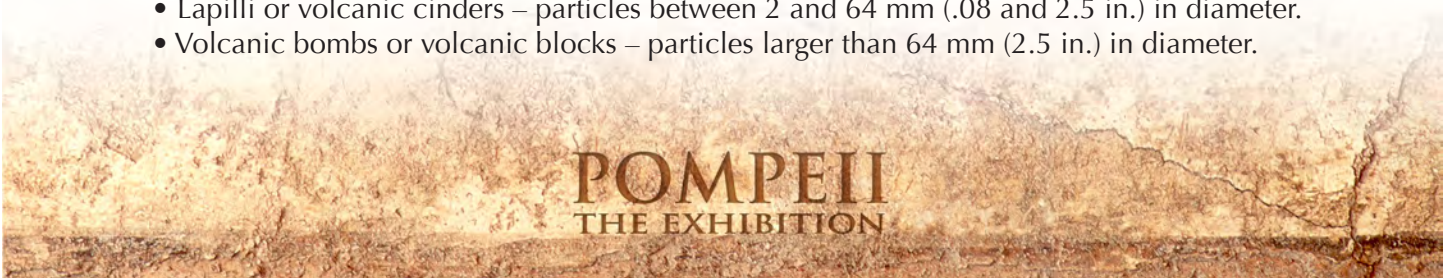 • Lapilli or volcanic cinders – particles between 2 and 64 mm (.08 and 2.5 in.) in diameter.
• Volcanic bombs or volcanic blocks – particles larger than 64 mm (2.5 in.) in diameter.
POMPEII
THE EXHIBITION